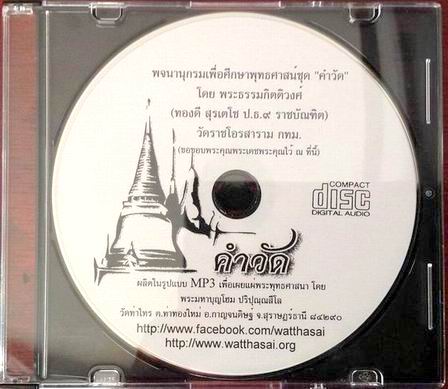 พจนานุกรมเพื่อศึกษาพุทธศาสน์ชุด "คำวัด"
โดย พระธรรมกิตติวงศ์
(ทองดี สุรเตโช ป.ธ.๙ ราชบัณฑิต)
วัดราชโอรสาราม กทม.
(ขอขอบพระคุณพระเดชพระคุณไว้ ณ ที่นี้)
COMPACT
disc
DIGITAL AUDIO
คำวัด
ผลิตในรูปแบบ MP3 เพื่อเผยแผ่พระพุทธศาสนา โดย
พระมหาบุญโฮม ปริปุณฺณสีโล
วัดท่าไทร ต.ท่าทองใหม่ อ.กาญจนดิษฐ์ จ.สุราษฎร์ธานี ๘๔๒๙๐
http://www.facebook.com/watthasai
http://www.watthasai.org